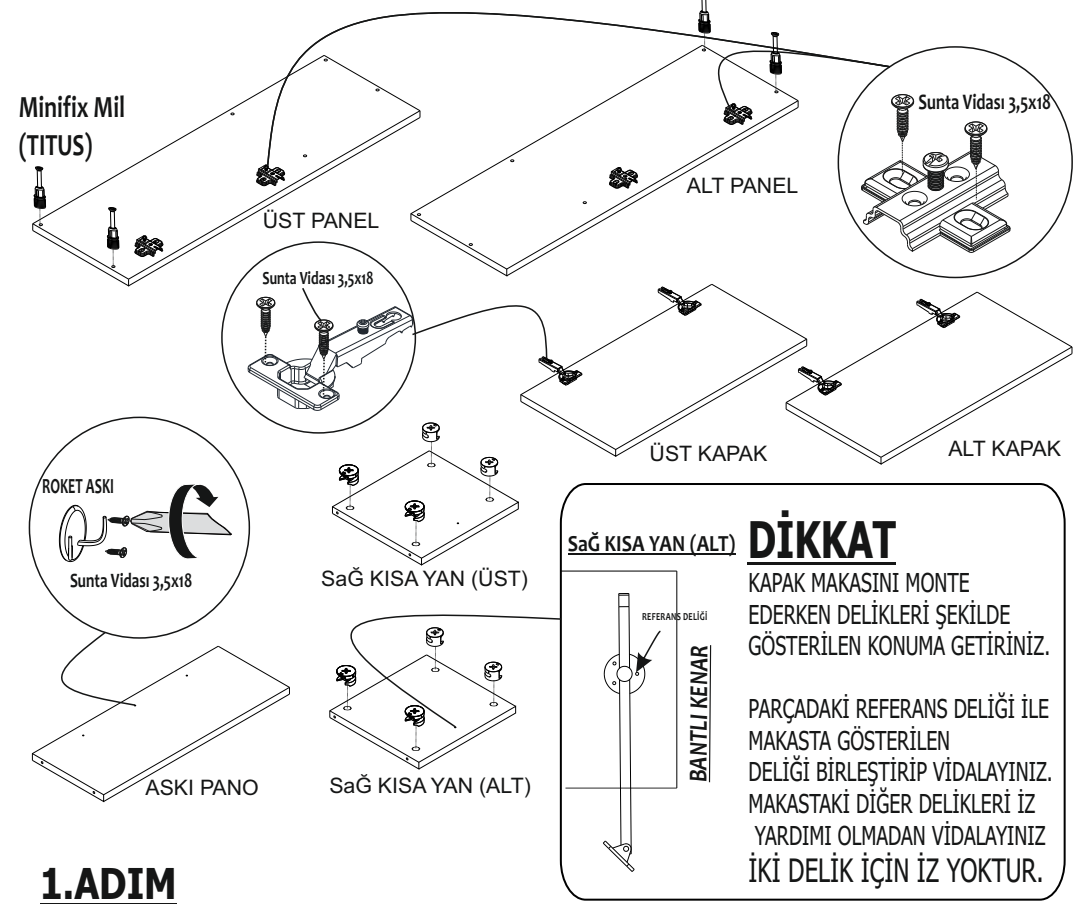 Minifix Mil
(TITUS)
ÜST PANEL
ALT PANEL
Sunta Vidası 3,5x18
Sunta Vidası 3,5x18
ÜST KAPAK
ALT KAPAK
ROKET ASKI
Sunta Vidası 3,5x18
SaĞ KISA YAN (ÜST)
ASKI PANO
SaĞ KISA YAN (ALT)
SaĞ KISA YAN (ALT)
REFERANS DELİĞİ
BANTLI KENAR
DİKKAT
KAPAK MAKASINI MONTE
EDERKEN DELİKLERİ ŞEKİLDE
GÖSTERİLEN KONUMA GETİRİNİZ.
PARÇADAKİ REFERANS DELİĞİ İLE
MAKASTA GÖSTERİLEN
DELİĞİ BİRLEŞTİRİP VİDALAYINIZ.
MAKASTAKİ DİĞER DELİKLERİ İZ
YARDIMI OLMADAN VİDALAYINIZ
İKİ DELİK İÇİN İZ YOKTUR.
1.ADIM